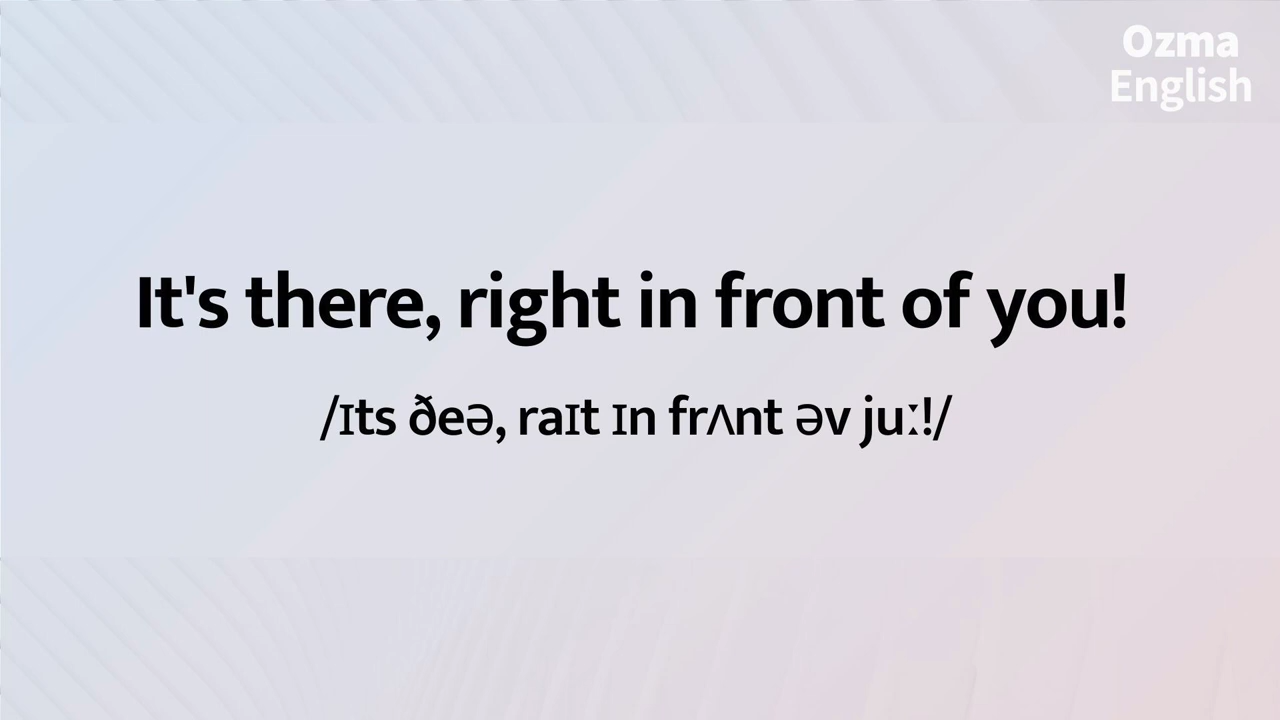 Ozma
English
It's there, right in front of you!
/ɪts ðeə, raɪt ɪn frʌnt əv juː!/